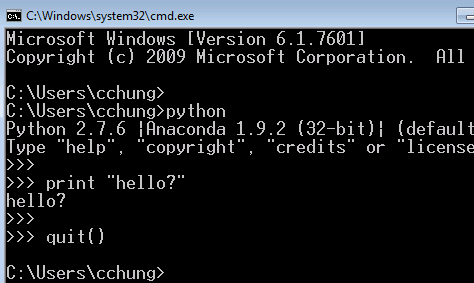 C:\Windows\system32\cmd.exe
Microsoft Windows [Version 6.1.7601]
Copyright (c) 2009 Microsoft Corporation.  All
C:\Users\cchung>
C:\Users\cchung>python
Python 2.7.6 |Anaconda 1.9.2 (32-bit)| (default
Type "help", "copyright", "credits" or "license
>>>
>>> print "hello?"
hello?
>>>
>>> quit()
C:\Users\cchung>